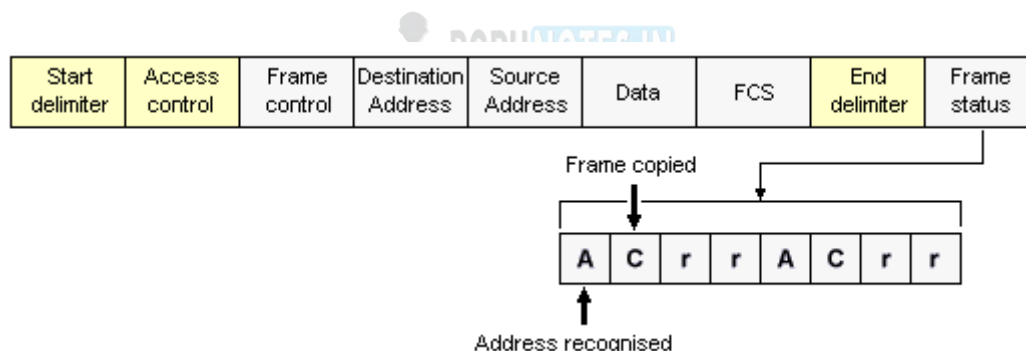 Start delimiter
Access control
Frame control
Destination Address
Source Address
Data
FCS
End delimiter
Frame status
Frame copied
A C r r A C r r
Address recognised